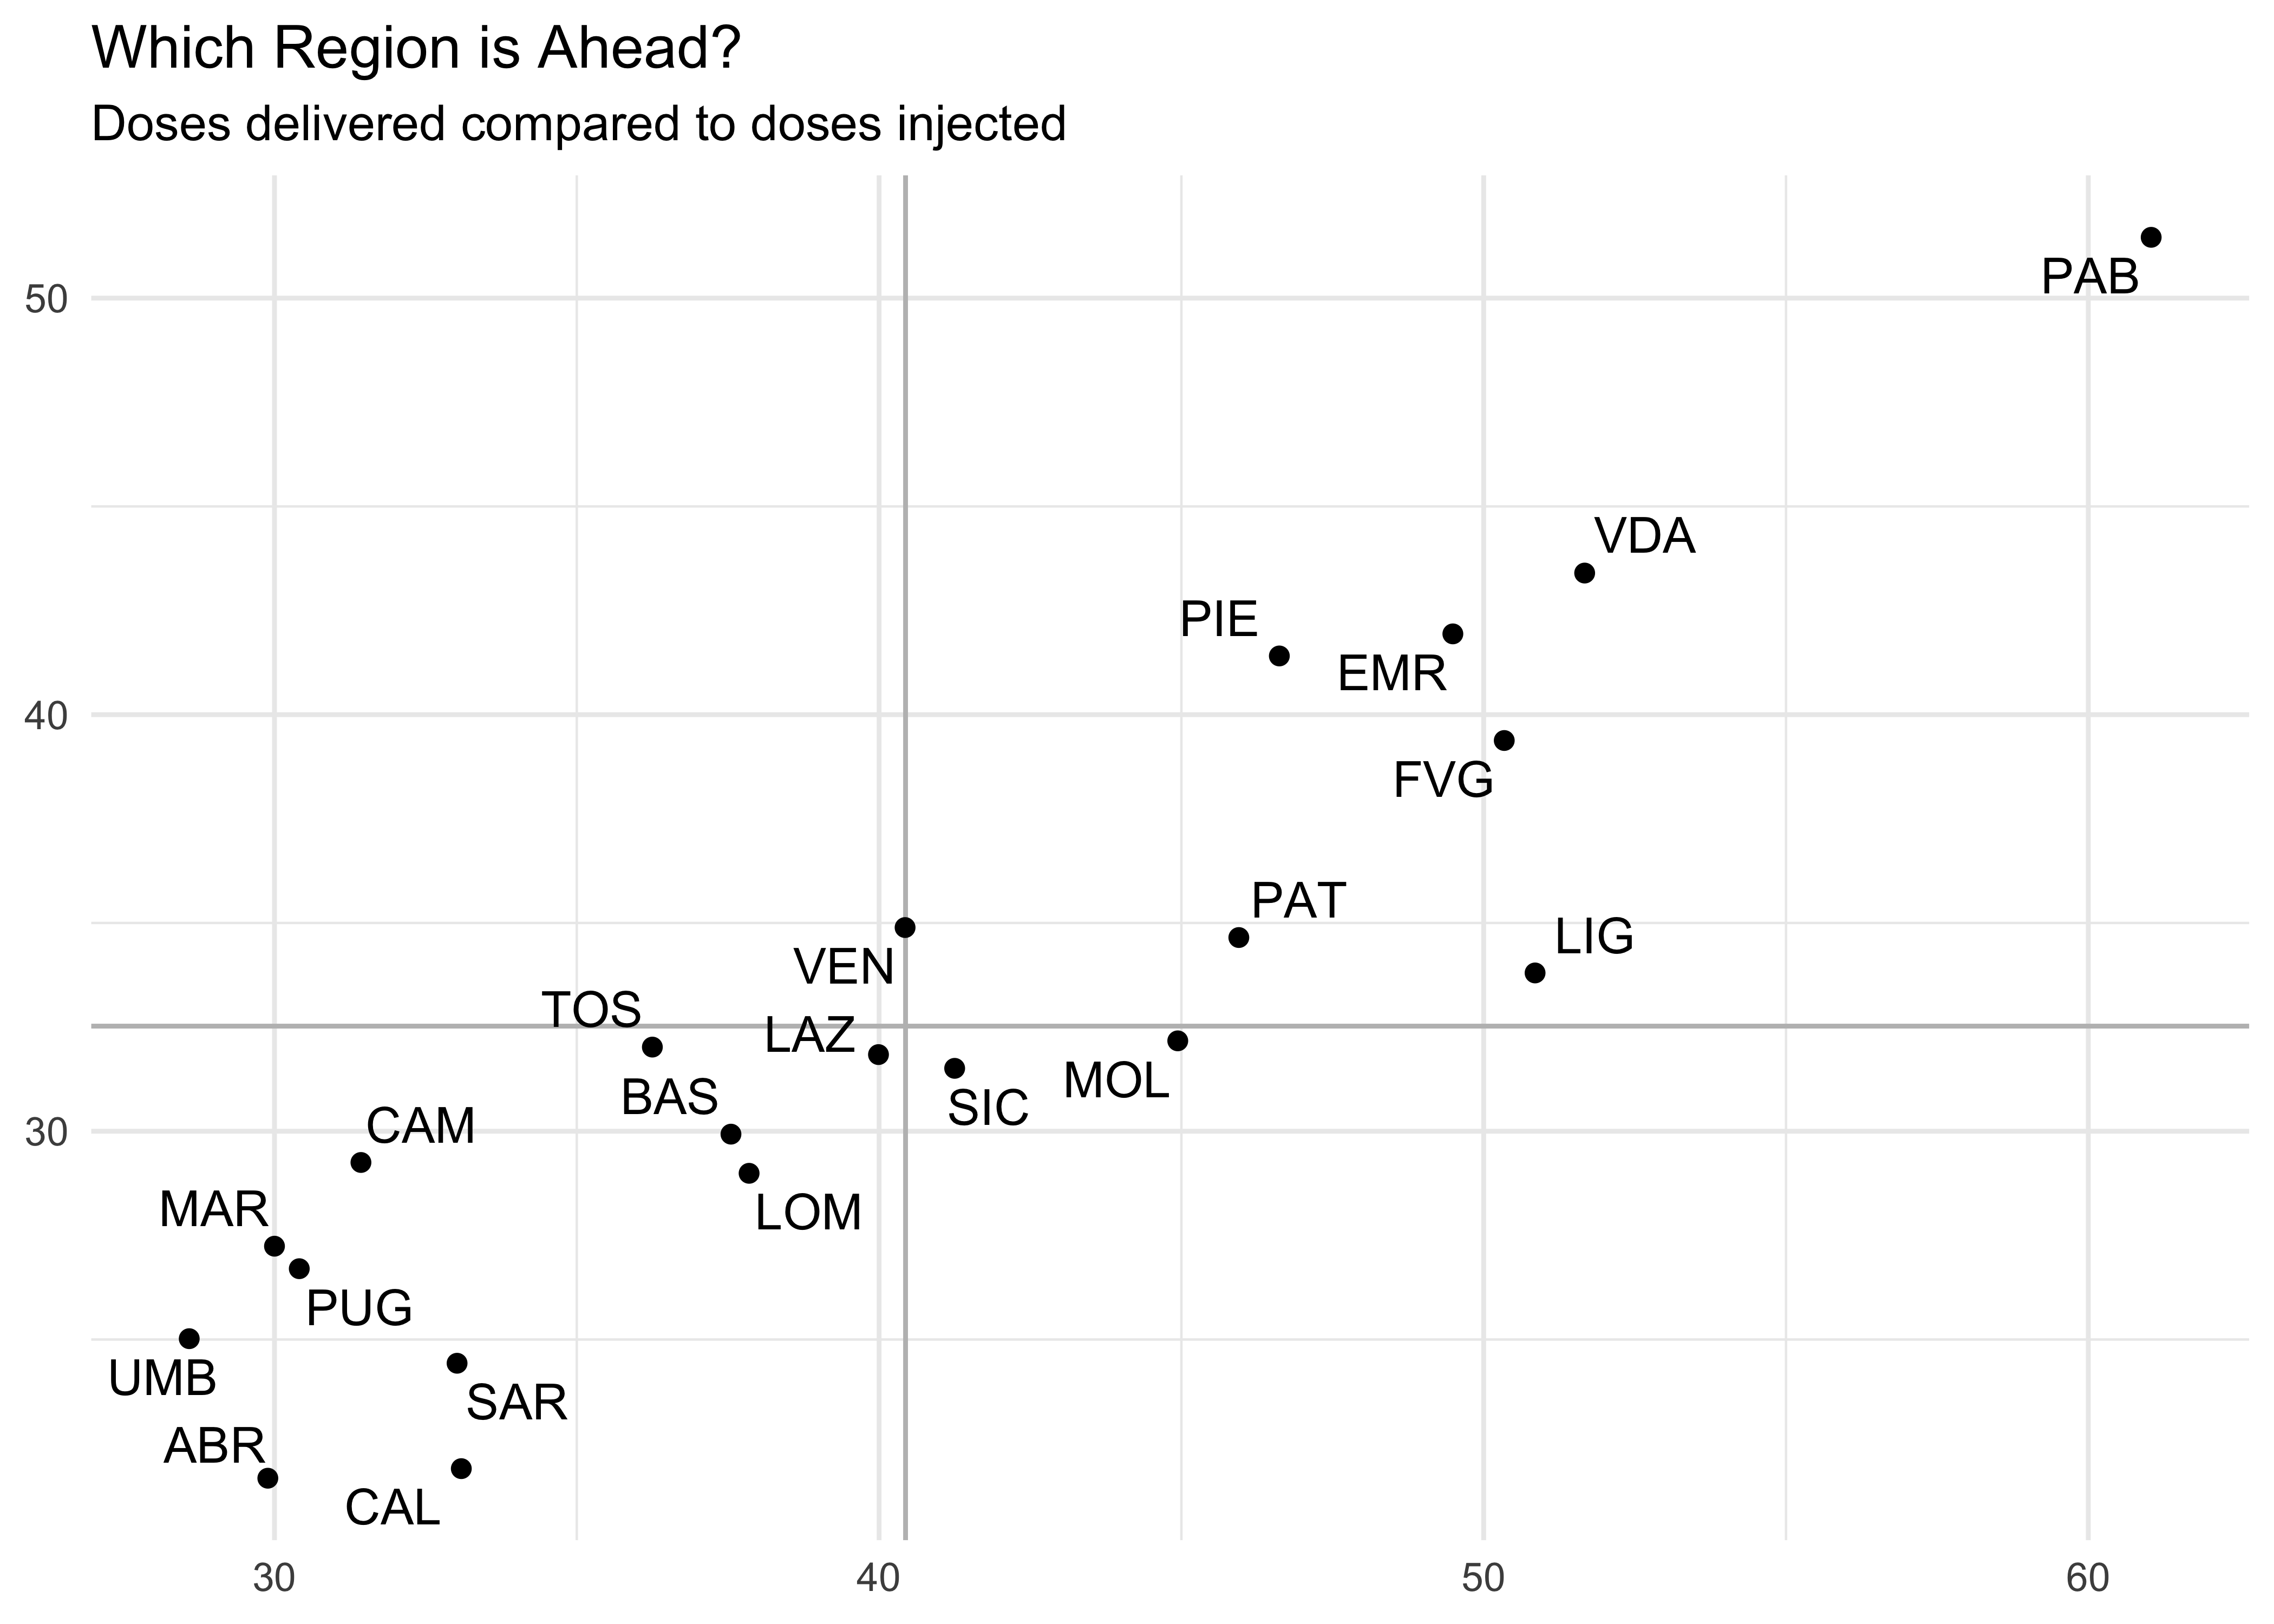 Which Region is Ahead?
Doses delivered compared to doses injected
50
PAB
VDA
PIE
EMR
40
FVG
PAT
LIG
VEN
TOS
LAZ
MOL
BAS
SIC
30
CAM
MAR
LOM
PUG
UMB
SAR
ABR
CAL
30
40
50
60